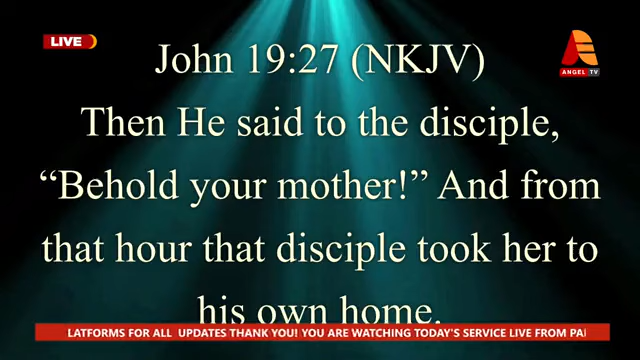 LIVE
John 19:27 (NKJV)
ANGEL TV
Then He said to the disciple,
“Behold your mother!” And from
that hour that disciple took her to
his own home.
LATFORMS FOR ALL UPDATES THANK YOU! YOU ARE WATCHING TODAY'S SERVICE LIVE FROM